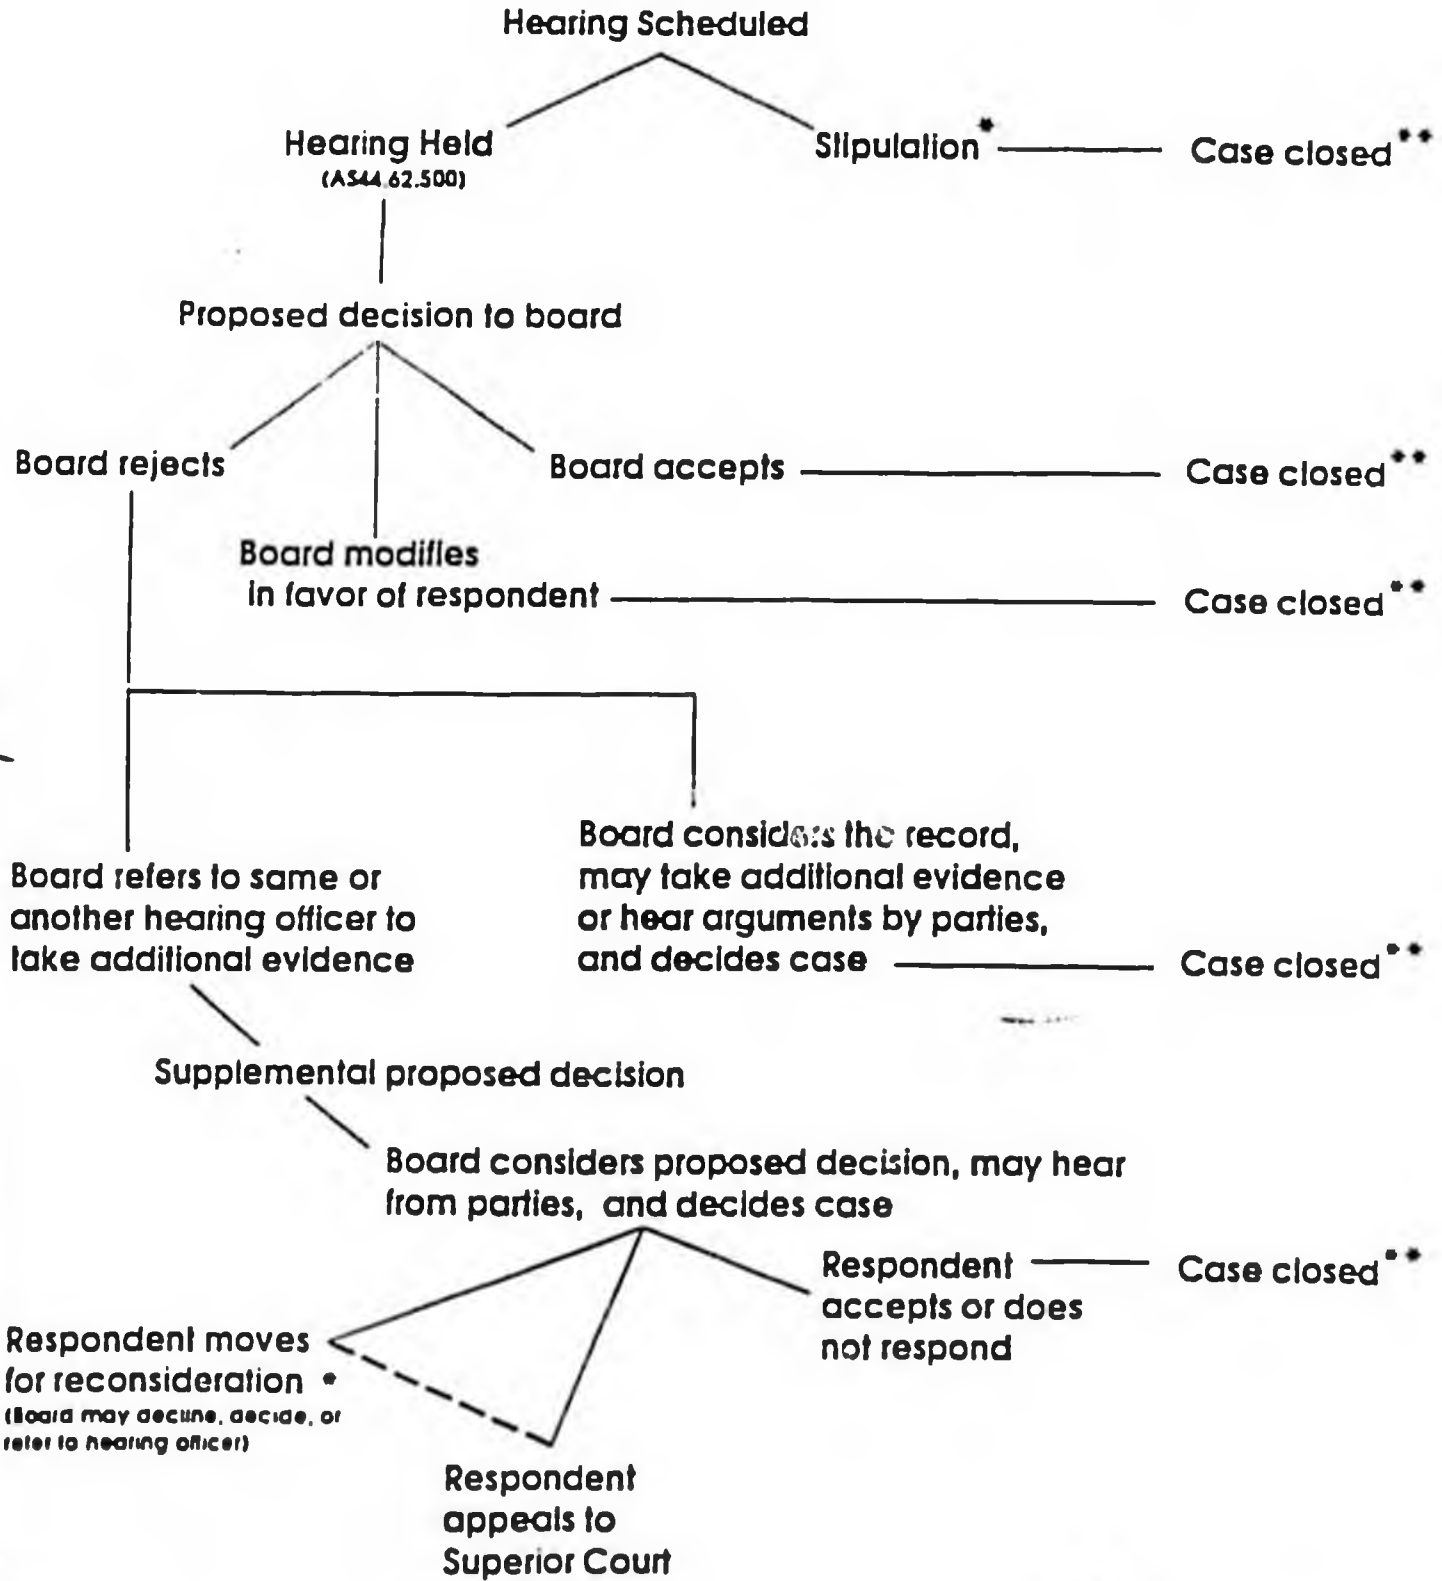 Hearing Scheduled
Hearing Held
(AS44.62.500)
Stipulation*
Case closed**
Proposed decision to board
Board rejects
Board accepts
Case closed**
Board modifies
in favor of respondent
Case closed**
Board considers the record,
may take additional evidence
or hear arguments by parties,
and decides case
Case closed**
Board refers to same or
another hearing officer to
take additional evidence
Supplemental proposed decision
Board considers proposed decision, may hear
from parties, and decides case
Respondent
accepts or does
not respond
Case closed**
Respondent moves
for reconsideration *
(Board may decline, decide, or
refer to hearing officer)
Respondent
appeals to
Superior Court